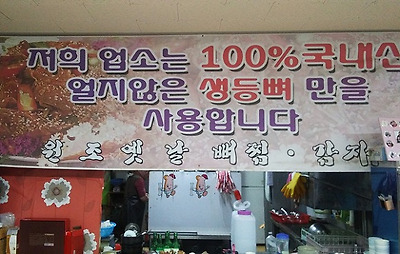 저희 업소는 100%국내산
얼지않은 생등뼈 만을
사용합니다
원조옛날뼈찜·감자